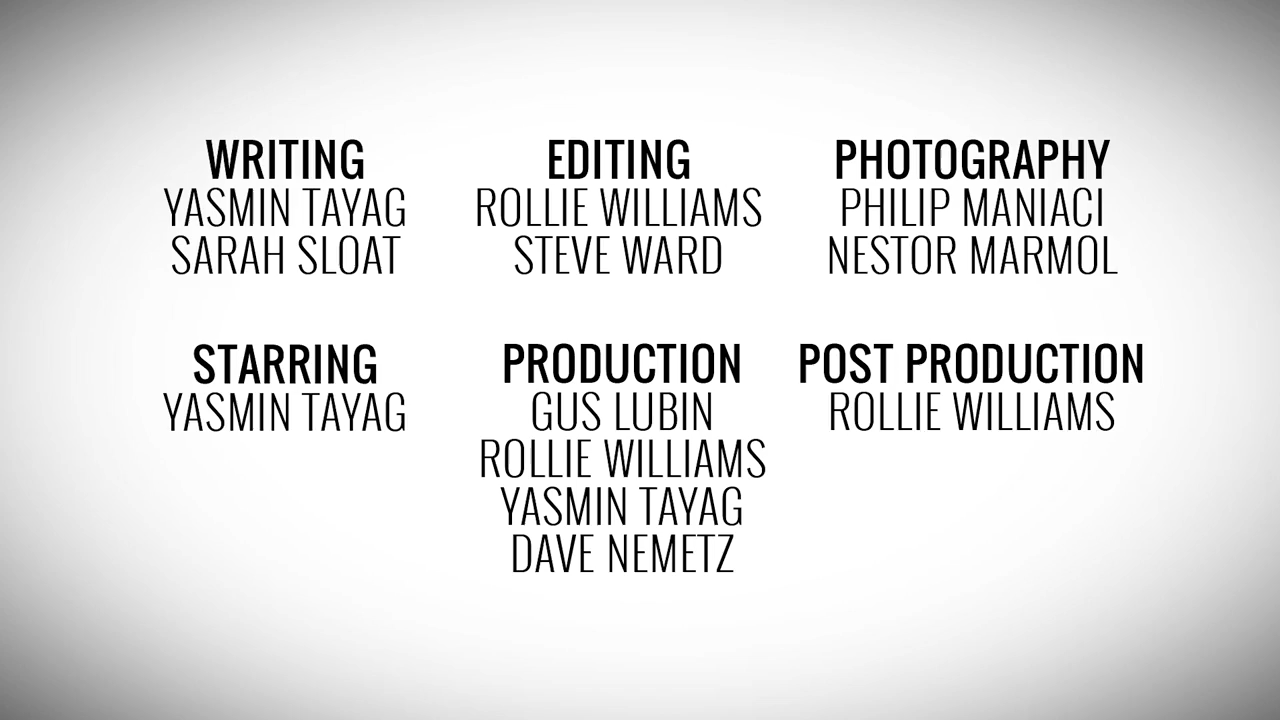 WRITING
YASMIN TAYAG
SARAH SLOAT
EDITING
ROLLIE WILLIAMS
STEVE WARD
PHOTOGRAPHY
PHILIP MANIACI
NESTOR MARMOL
STARRING
YASMIN TAYAG
PRODUCTION
GUS LUBIN
ROLLIE WILLIAMS
YASMIN TAYAG
DAVE NEMETZ
POST PRODUCTION
ROLLIE WILLIAMS